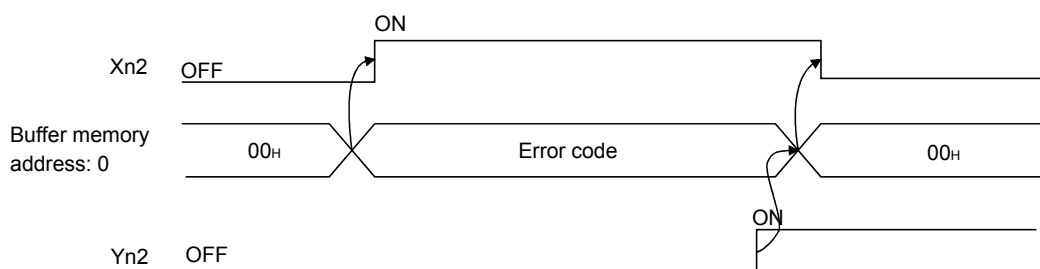 ON
Xn2 OFF
Buffer memory
address: 0
00H Error code 00H
ON
Yn2 OFF